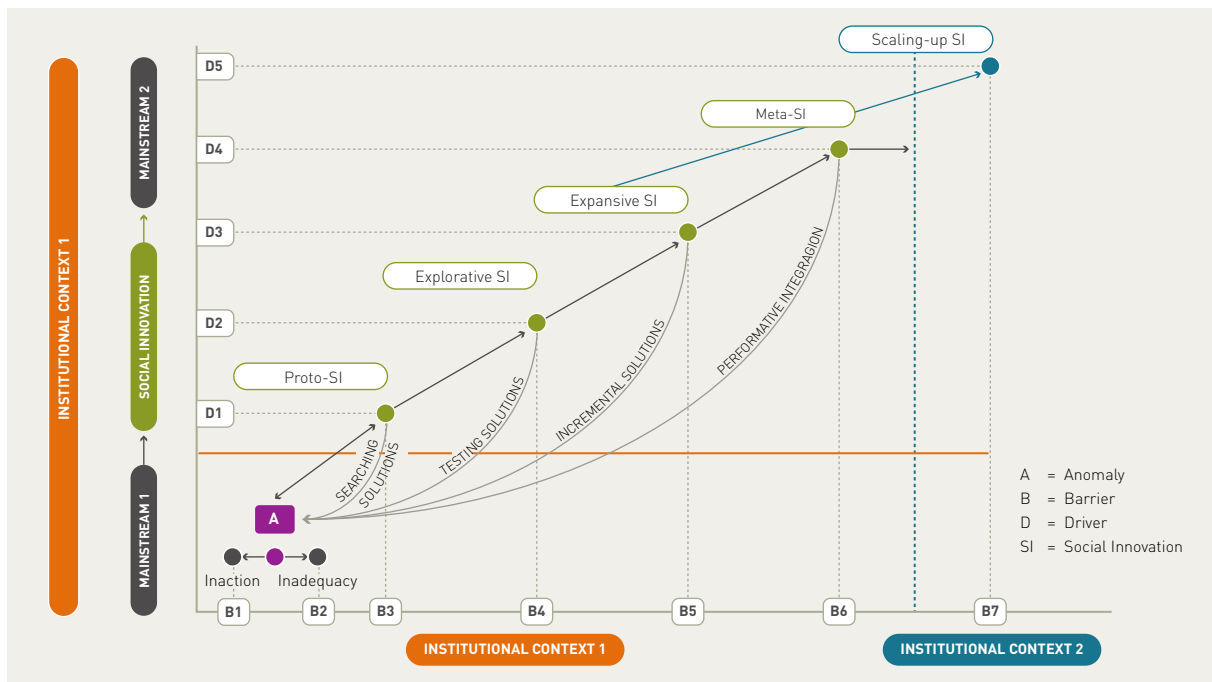 Scaling-up SI
D5
Meta-SI
D4
Expansive SI
D3
Explorative SI
D2
Proto-SI
D1
INSTITUTIONAL CONTEXT 1
MAINSTREAM 2
SOCIAL INNOVATION
MAINSTREAM 1
SEARCHING
SOLUTIONS
TESTING SOLUTIONS
INCREMENTAL SOLUTIONS
PERFORMATIVE INTEGRAGION
A
Inaction
Inadequacy
A = Anomaly
B = Barrier
D = Driver
SI = Social Innovation
B1
B2
B3
B4
B5
B6
B7
INSTITUTIONAL CONTEXT 1
INSTITUTIONAL CONTEXT 2